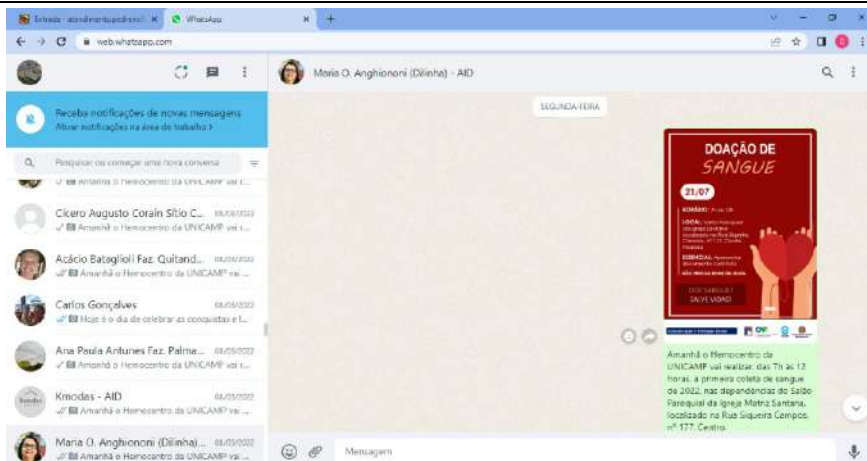 WhatsApp
web.whatsapp.com
Maria O. Anghinoni (Dilinha) - AID
Receba notificações de novas mensagens
Ativar notificações na área de trabalho >
Pesquisar ou começar uma nova conversa
Amanhã o Hemocentro da UNICAMP vai r...
Cícero Augusto Corain Sítio C...
Amanhã o Hemocentro da UNICAMP vai r...
Acácio Bataglioli Faz. Quitand...
Amanhã o Hemocentro da UNICAMP vai ...
Carlos Gonçalves
Hoje é o dia de celebrar as conquistas e l...
Ana Paula Antunes Faz. Palma...
Amanhã o Hemocentro da UNICAMP vai r...
Kmodas - AID
Amanhã o Hemocentro da UNICAMP vai ...
Maria O. Anghinoni (Dilinha)...
Amanhã o Hemocentro da UNICAMP vai ...
SEGUNDA-FEIRA
DOAÇÃO DE
SANGUE
21/07
DOE SANGUE!
SALVE VIDAS!
Amanhã o Hemocentro da
UNICAMP vai realizar, das 7h às 12
horas, a primeira coleta de sangue
de 2022, nas dependências do Salão
Paroquial da Igreja Matriz Santana,
localizado na Rua Siqueira Campos,
nº 177, Centro.
Mensagem